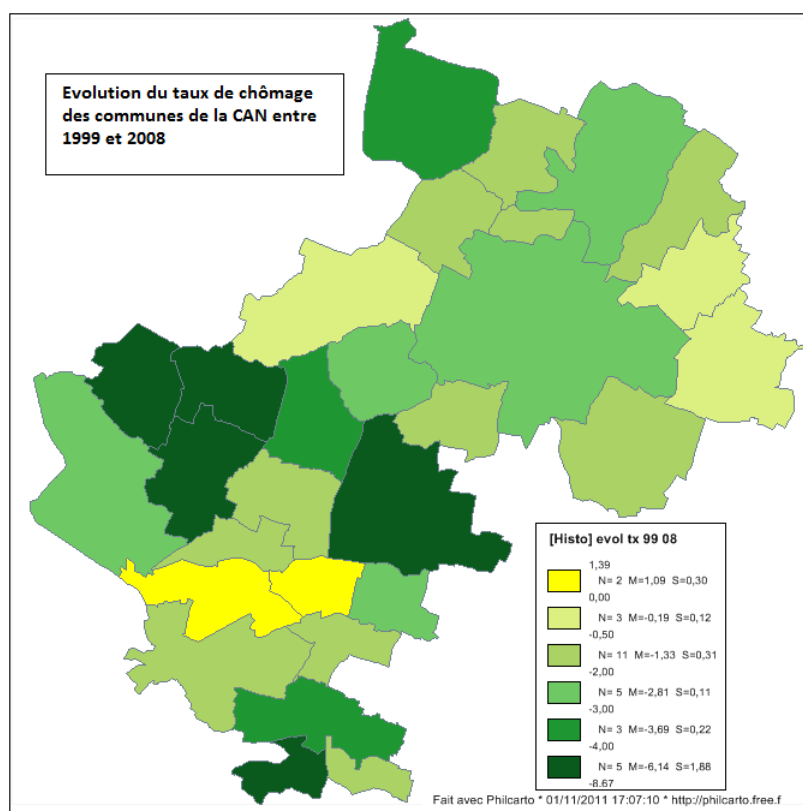 Evolution du taux de chômage
des communes de la CAN entre
1999 et 2008
[Histo] evol tx 99 08
1,39
N= 2 M=1,09 S=0,30
0,00
N= 3 M=-0,19 S=0,12
-0,50
N= 11 M=-1,33 S=0,31
-2,00
N= 5 M=-2,81 S=0,11
-3,00
N= 3 M=-3,69 S=0,22
-4,00
N= 5 M=-6,14 S=1,88
-8.67
Fait avec Philcarto * 01/11/2011 17:07:10 * http://philcarto.free.f